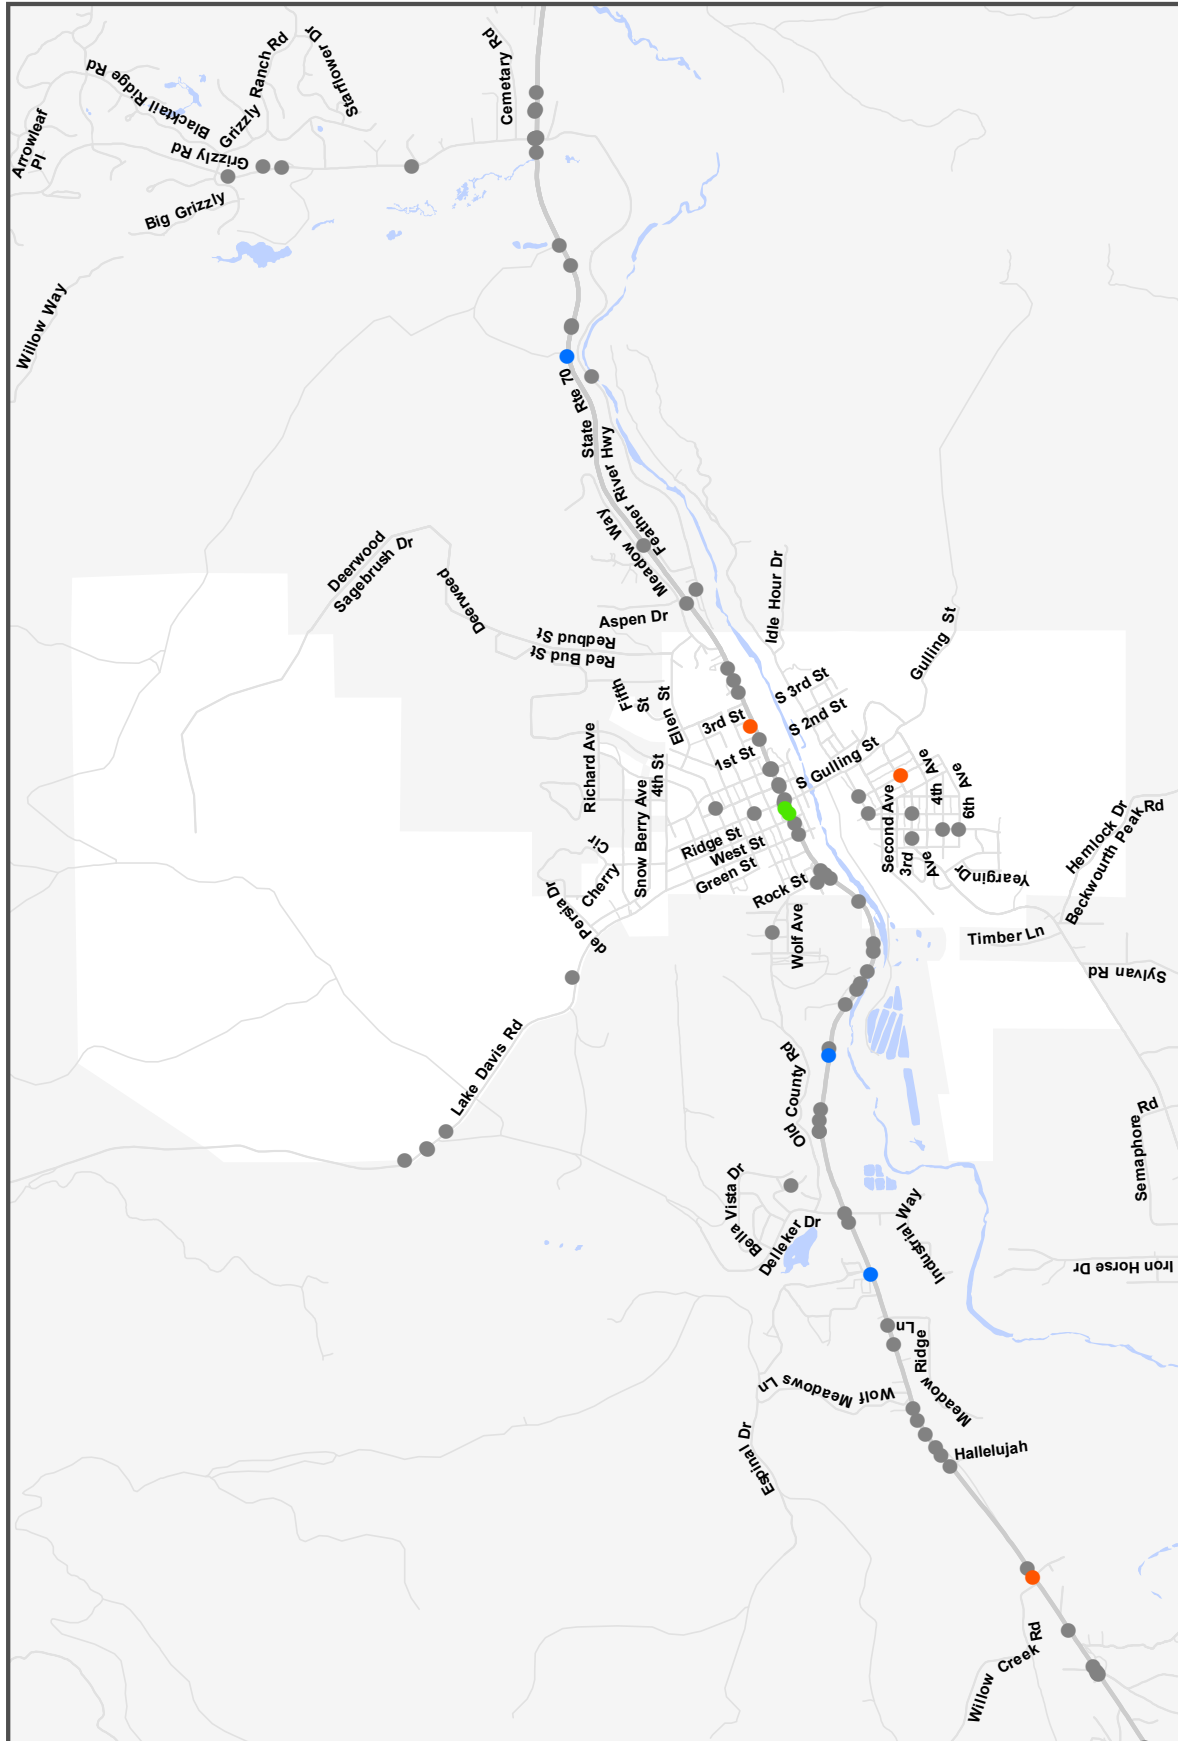 Cemetary Rd
Grizzly Ranch Rd
Starflower Dr
Blacktail Ridge Rd
Arrowleaf
Pl
Grizzly Rd
Big Grizzly
Willow Way
State Rte 70
Feather River Hwy
Meadow Way
Deerwood
Sagebrush Dr
Deerweed
Aspen Dr
Redbud St
Red Bud St
Idle Hour Dr
Gulling St
Fifth
St
Ellen St
S 3rd St
S 2nd St
3rd St
1st St
S Gulling St
Richard Ave
4th St
Snow Berry Ave
4th Ave
6th Ave
Second Ave
3rd
Ave
Hemlock Dr
Beckwourth Peak Rd
Ridge St
West St
Green St
Rock St
Cherry Cir
de Persia Dr
Yeargin Dr
Wolf Ave
Timber Ln
Sylvan Rd
Lake Davis Rd
Old County Rd
Semaphore Rd
Bella Vista Dr
Delleker Dr
Industrial Way
Iron Horse Dr
Meadow Ridge Ln
Wolf Meadows Ln
Espinal Dr
Hallelujah
Willow Creek Rd